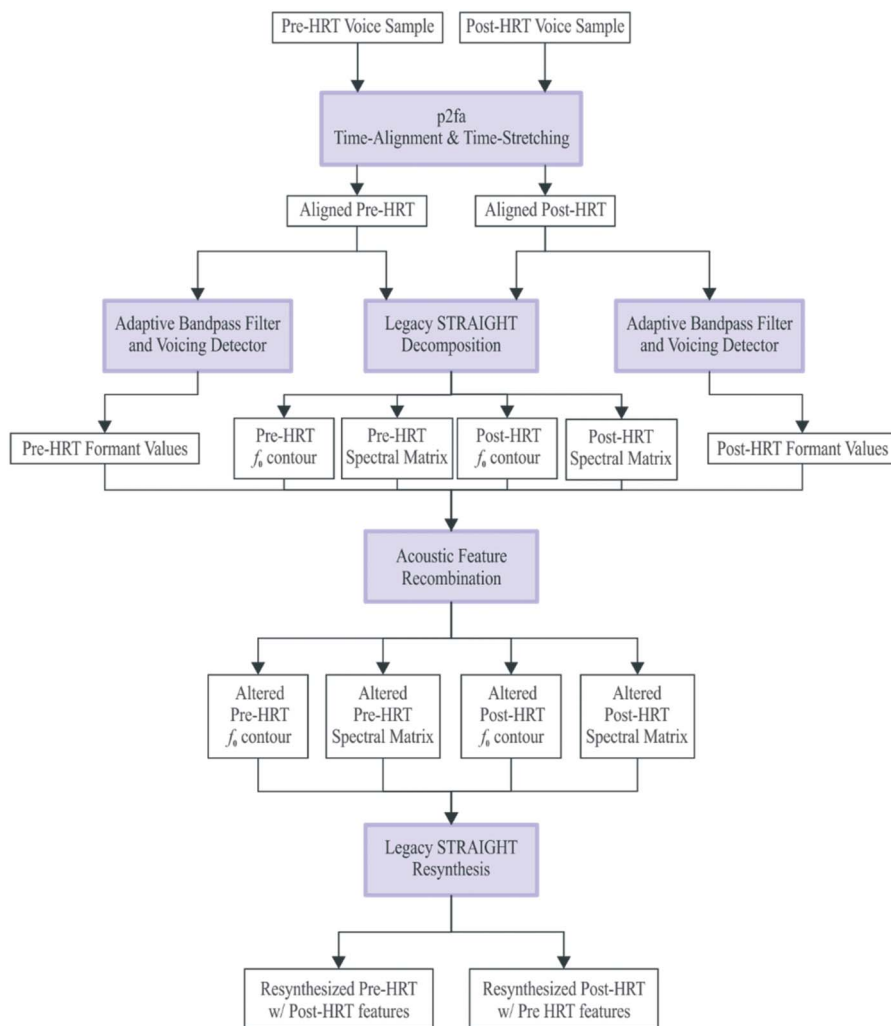 Pre-HRT Voice Sample
Post-HRT Voice Sample
p2fa
Time-Alignment & Time-Stretching
Aligned Pre-HRT
Aligned Post-HRT
Adaptive Bandpass Filter
and Voicing Detector
Legacy STRAIGHT
Decomposition
Adaptive Bandpass Filter
and Voicing Detector
Pre-HRT Formant Values
Pre-HRT
f₀ contour
Pre-HRT
Spectral Matrix
Post-HRT
f₀ contour
Post-HRT
Spectral Matrix
Post-HRT Formant Values
Acoustic Feature
Recombination
Altered
Pre-HRT
f₀ contour
Altered
Pre-HRT
Spectral Matrix
Altered
Post-HRT
f₀ contour
Altered
Post-HRT
Spectral Matrix
Legacy STRAIGHT
Resynthesis
Resynthesized Pre-HRT
w/ Post-HRT features
Resynthesized Post-HRT
w/ Pre HRT features